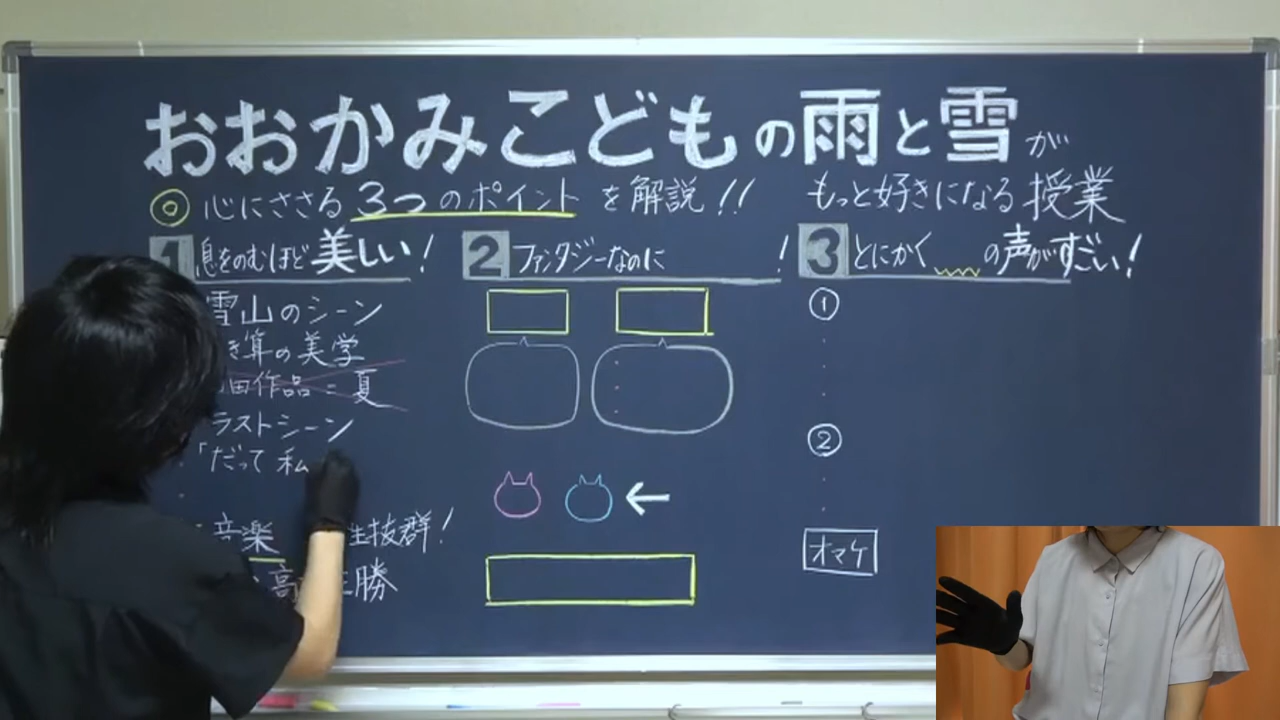 おおかみこどもの雨と雪が
◎ 心にささる3つのポイントを解説!! もっと好きになる授業
1 息をのむほど美しい!
雪山のシーン
き算の美学
田作品=夏
ラストシーン
「だって 私
音楽 抜群!
高 勝
2 ファンタジーなのに !
←
3 とにかく の声がすごい!
①
②
オマケ